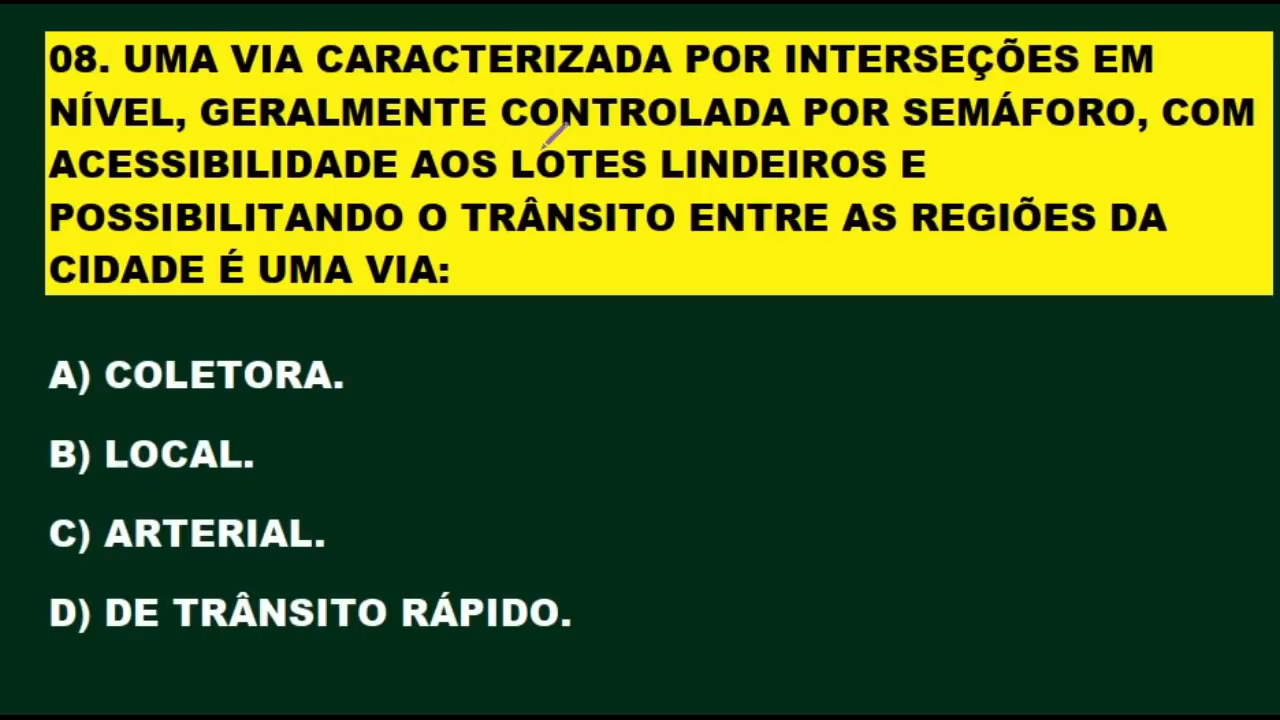 08. UMA VIA CARACTERIZADA POR INTERSEÇÕES EM
NÍVEL, GERALMENTE CONTROLADA POR SEMÁFORO, COM
ACESSIBILIDADE AOS LOTES LINDEIROS E
POSSIBILITANDO O TRÂNSITO ENTRE AS REGIÕES DA
CIDADE É UMA VIA:
A) COLETORA.
B) LOCAL.
C) ARTERIAL.
D) DE TRÂNSITO RÁPIDO.